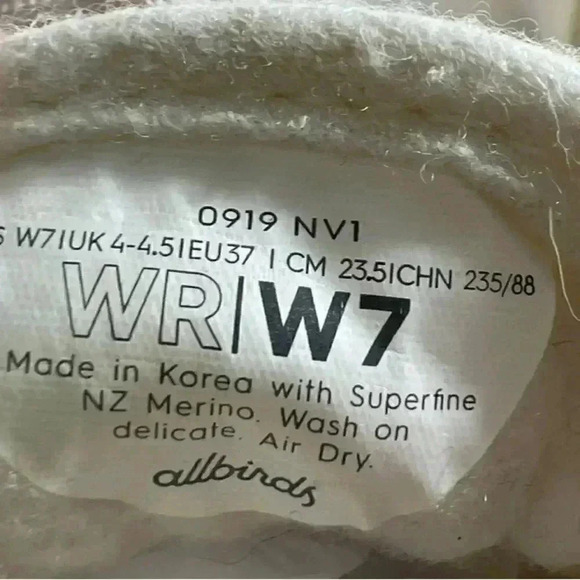 0919 NV1
S W7|UK 4-4.5|EU37 | CM 23.5|CHN 235/88
WR|W7
Made in Korea with Superfine
NZ Merino. Wash on
delicate. Air Dry.
allbirds